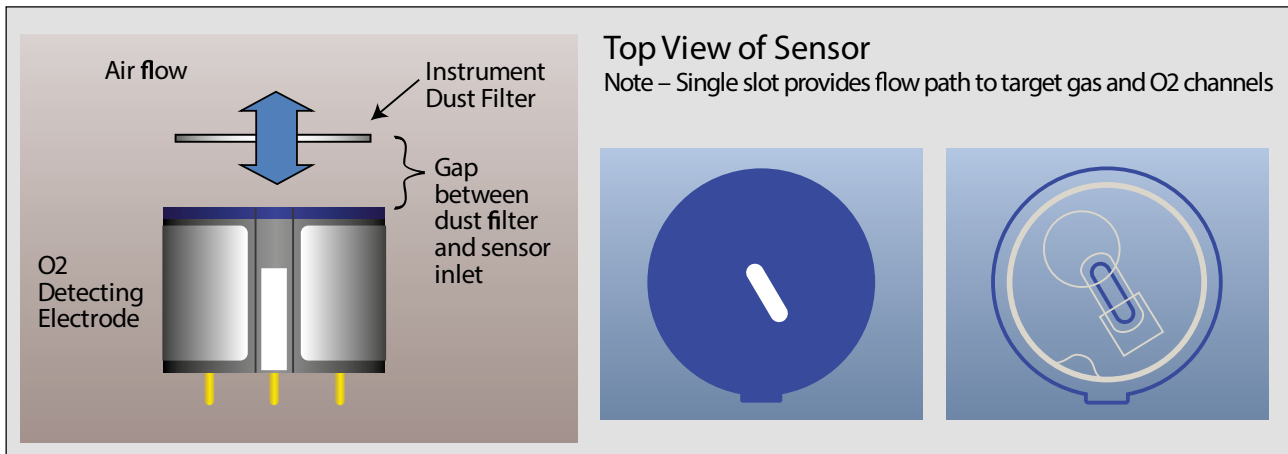 Air flow
Instrument
Dust Filter
Gap
between
dust filter
and sensor
inlet
O2
Detecting
Electrode
Top View of Sensor
Note – Single slot provides flow path to target gas and O2 channels